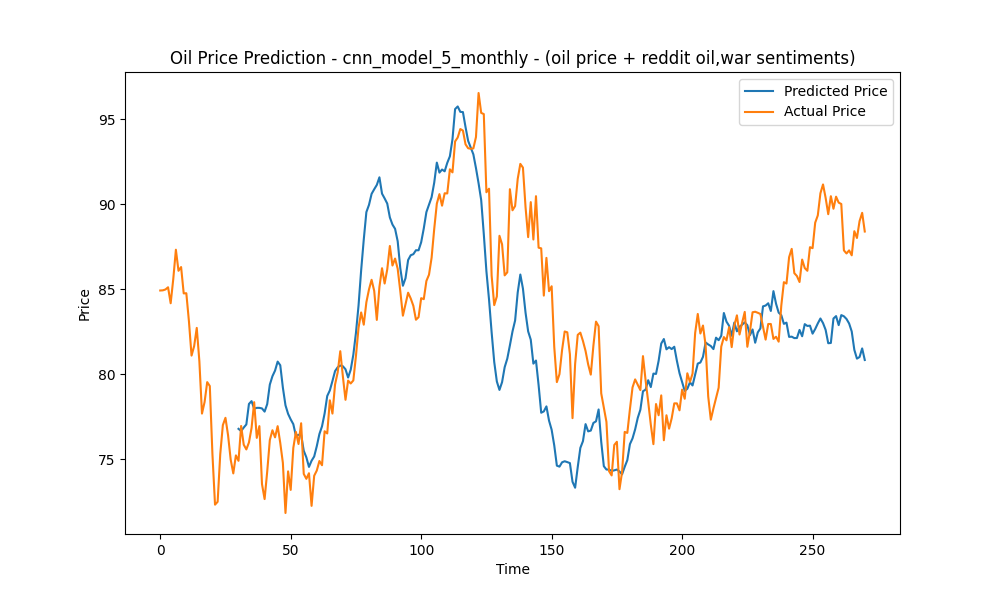 Oil Price Prediction - cnn_model_5_monthly - (oil price + reddit oil,war sentiments)
Predicted Price
Actual Price
95
90
85
80
75
Price
0 50 100 150 200 250
Time